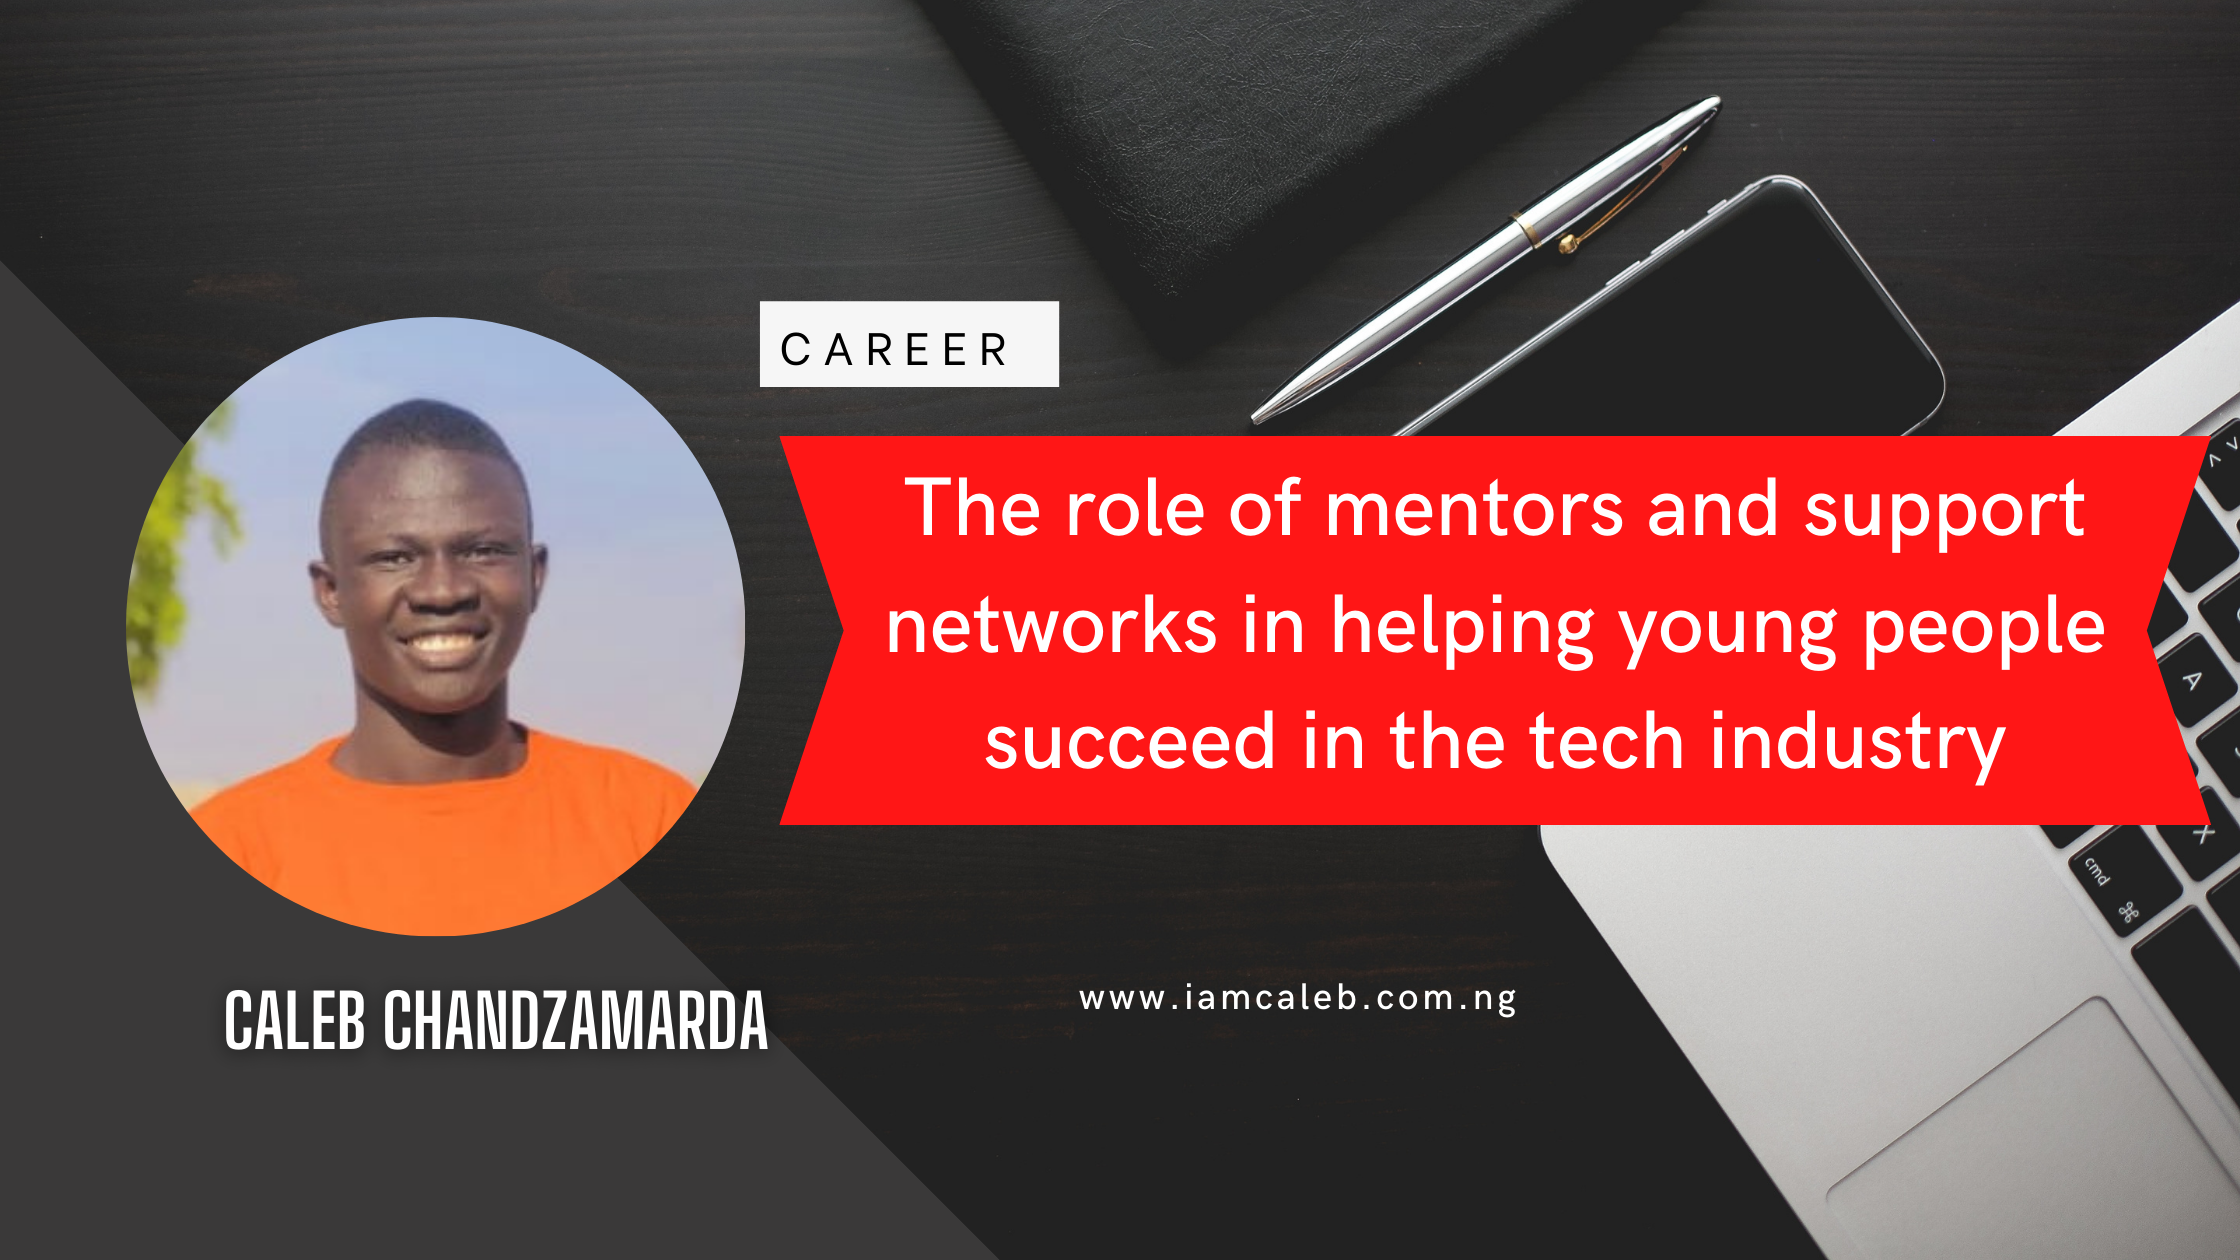 CAREER
The role of mentors and support
networks in helping young people
succeed in the tech industry
CALEB CHANDZAMARDA
www.iamcaleb.com.ng
A
X
cmd
⌘